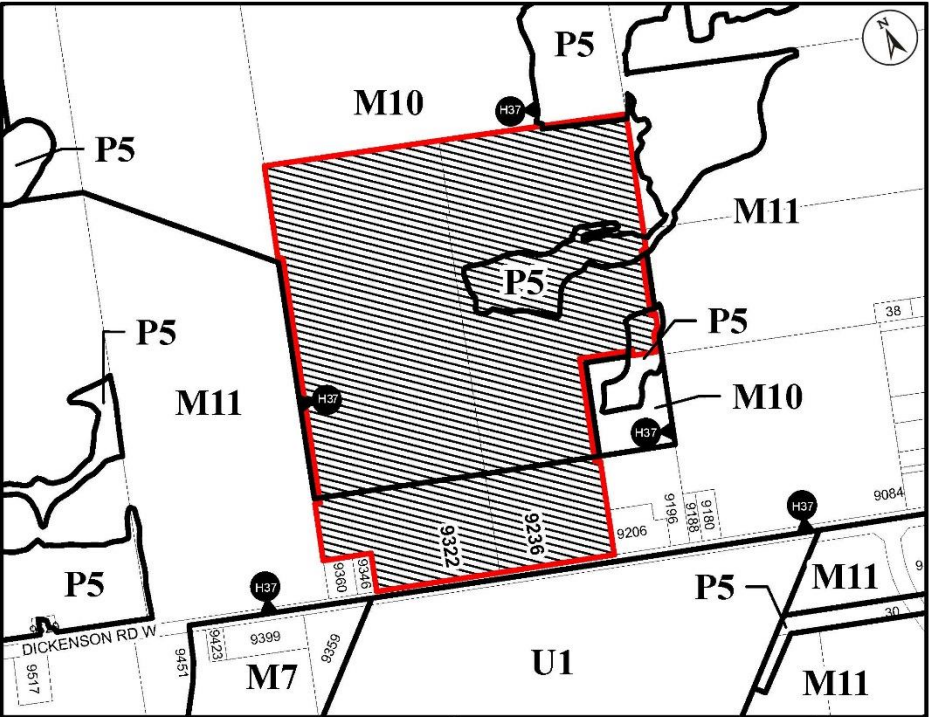 N
P5
H37
M10
P5
M11
P5
P5
P5
38
H37
M11
M10
H37
9196
9188
9180
H37
9084
9322
9236
9206
9360
9346
P5
H37
P5
M11
30
DICKENSON RD W
9423
9399
9359
9451
9517
M7
U1
M11